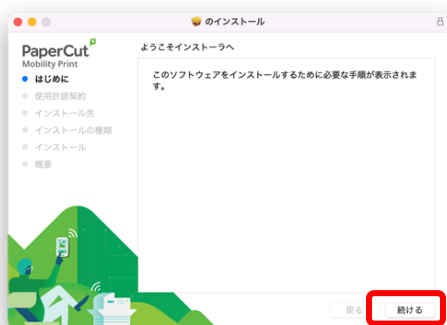 のインストール
PaperCut
Mobility Print
ようこそインストーラへ
はじめに
使用許諾契約
インストール先
インストールの種類
インストール
概要
このソフトウェアをインストールするために必要な手順が表示されま
す。
戻る
続ける